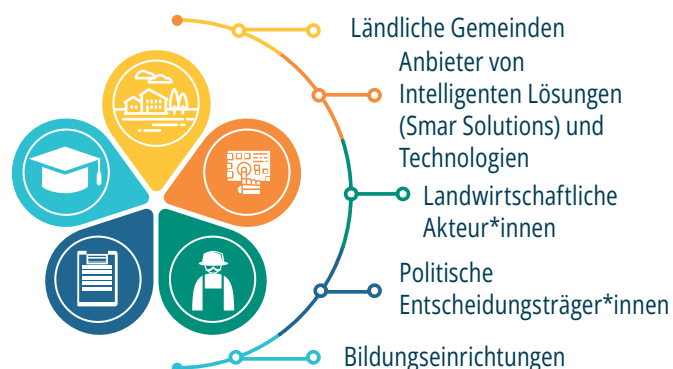 Ländliche Gemeinden
Anbieter von
Intelligenten Lösungen
(Smar Solutions) und
Technologien
Landwirtschaftliche
Akteur*innen
Politische
Entscheidungsträger*innen
Bildungseinrichtungen